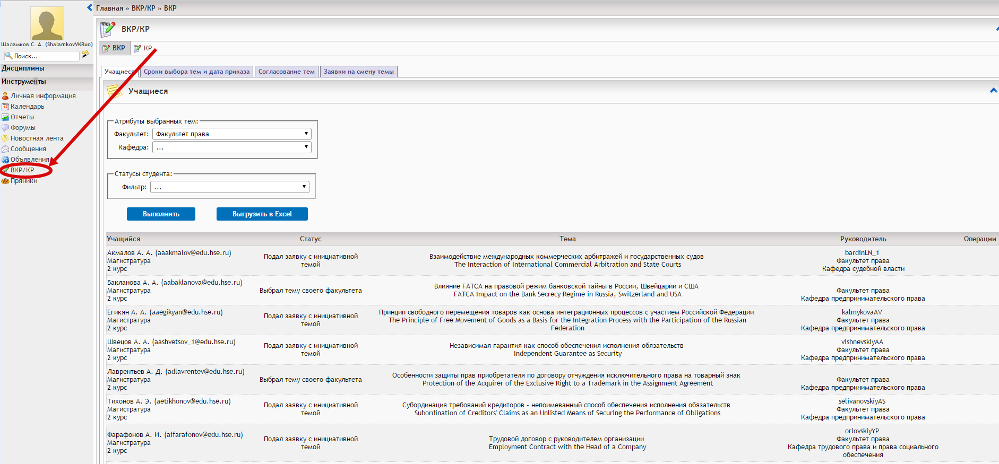 Главная » ВКР/КР » ВКР
Шаламков С. А. (ShalamkovVKRuo)
Поиск...
Дисциплины
Инструменты
Личная информация
Календарь
Отчеты
Форумы
Новостная лента
Сообщения
Объявления
ВКР/КР
Пряники
ВКР/КР
ВКР
КР
Учащиеся
Сроки выбора тем и дата приказа
Согласование тем
Заявки на смену темы
Учащиеся
Атрибуты выбранных тем:
Факультет: Факультет права
Кафедра: ...
Статусы студента:
Фильтр: ...
Выполнить
Выгрузить в Excel
Учащийся Статус Тема Руководитель Операции
Акмалов А. А. (aaakmalov@edu.hse.ru)
Магистратура
2 курс
Подал заявку с инициативной
темой
Взаимодействие международных коммерческих арбитражей и государственных судов
The Interaction of International Commercial Arbitration and State Courts
bardinLN_1
Факультет права
Кафедра судебной власти
Бакланова А. А. (aabaklanova@edu.hse.ru)
Магистратура
2 курс
Выбрал тему своего факультета
Влияние FATCA на правовой режим банковской тайны в России, Швейцарии и США
FATCA Impact on the Bank Secrecy Regime in Russia, Switzerland and USA
Факультет права
Кафедра предпринимательского права
Егикян А. А. (aaegikyan@edu.hse.ru)
Магистратура
2 курс
Подал заявку с инициативной
темой
Принцип свободного перемещения товаров как основа интеграционных процессов с участием Российской Федерации
The Principle of Free Movement of Goods as a Basis for the Integration Process with the Participation of the Russian
Federation
kalmykovaAV
Факультет права
Кафедра предпринимательского права
Швецов А. А. (aashvetsov_1@edu.hse.ru)
Магистратура
2 курс
Подал заявку с инициативной
темой
Независимая гарантия как способ обеспечения исполнения обязательств
Independent Guarantee as Security
vishnevskiyAA
Факультет права
Кафедра предпринимательского права
Лаврентьев А. Д. (adlavrentev@edu.hse.ru)
Магистратура
2 курс
Выбрал тему своего факультета
Особенности защиты прав приобретателя по договору отчуждения исключительного права на товарный знак
Protection of the Acquirer of the Exclusive Right to a Trademark in the Assignment Agreement
Факультет права
Кафедра предпринимательского права
Тихонов А. Э. (aetikhonov@edu.hse.ru)
Магистратура
2 курс
Подал заявку с инициативной
темой
Субординация требований кредиторов - непоимеванный способ обеспечения исполнения обязательств
Subordination of Creditors' Claims as an Unlisted Means of Securing the Performance of Obligations
selivanovskiyAS
Факультет права
Кафедра предпринимательского права
Фарафонов А. И. (aifarafonov@edu.hse.ru)
Магистратура
2 курс
Подал заявку с инициативной
темой
Трудовой договор с руководителем организации
Employment Contract with the Head of a Company
orlovskiyYP
Факультет права
Кафедра трудового права и права социального
обеспечения